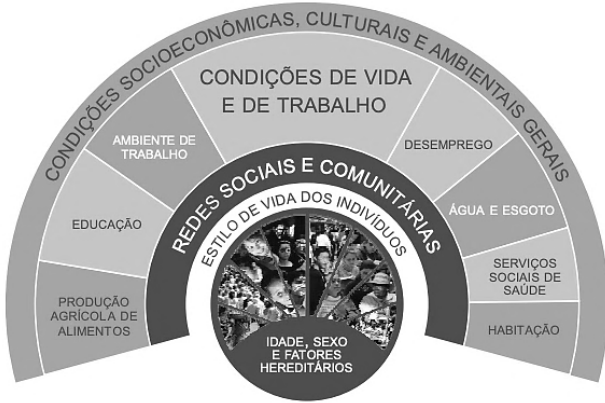 CONDIÇÕES SOCIOECONÔMICAS, CULTURAIS E AMBIENTAIS GERAIS
CONDIÇÕES DE VIDA
E DE TRABALHO
AMBIENTE DE
TRABALHO
DESEMPREGO
REDES SOCIAIS E COMUNITÁRIAS
ESTILO DE VIDA DOS INDIVÍDUOS
EDUCAÇÃO
ÁGUA E ESGOTO
SERVIÇOS
SOCIAIS DE
SAÚDE
PRODUÇÃO
AGRÍCOLA DE
ALIMENTOS
HABITAÇÃO
IDADE, SEXO
E FATORES
HEREDITÁRIOS